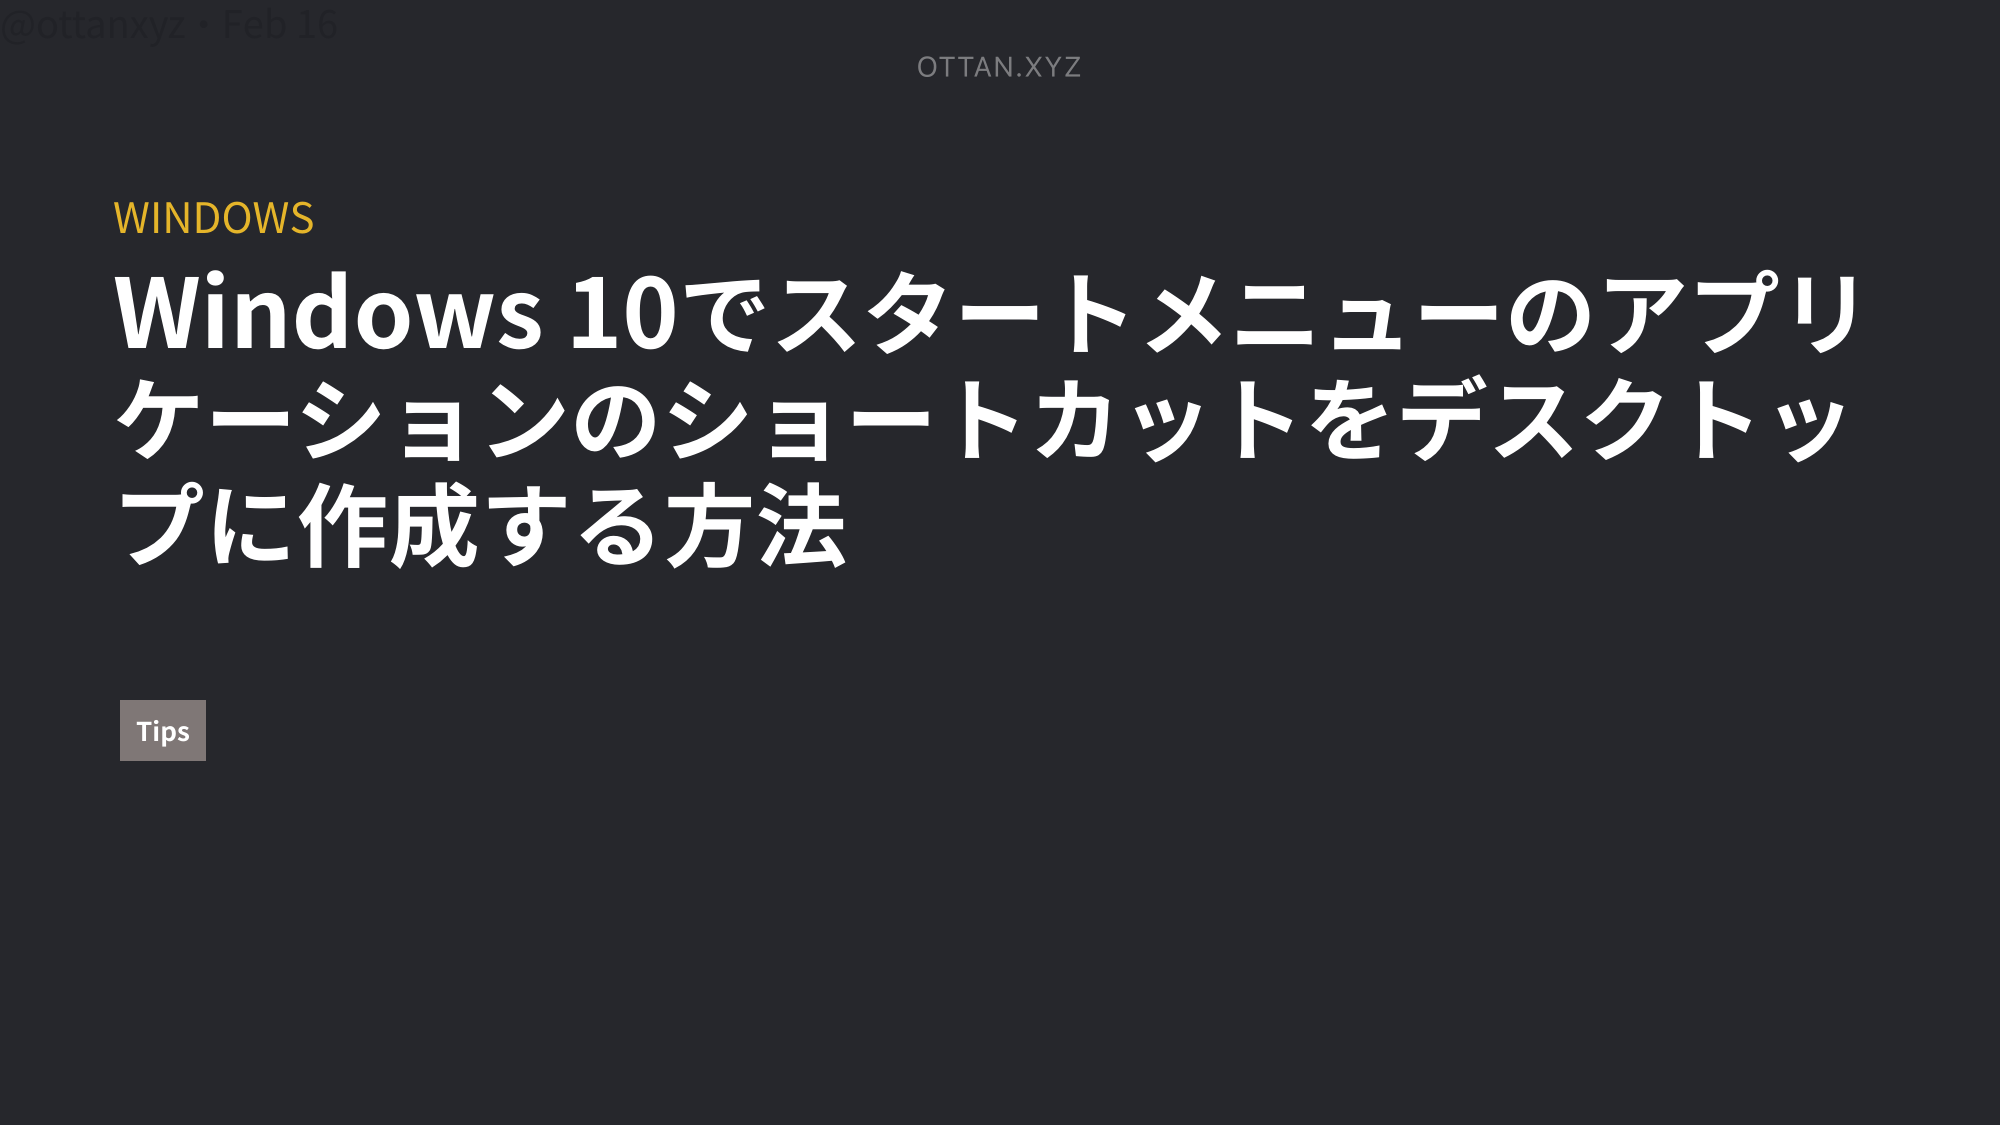 @ottanxyz・Feb 16
OTTAN.XYZ
WINDOWS
Windows 10でスタートメニューのアプリ
ケーションのショートカットをデスクトッ
プに作成する方法
Tips